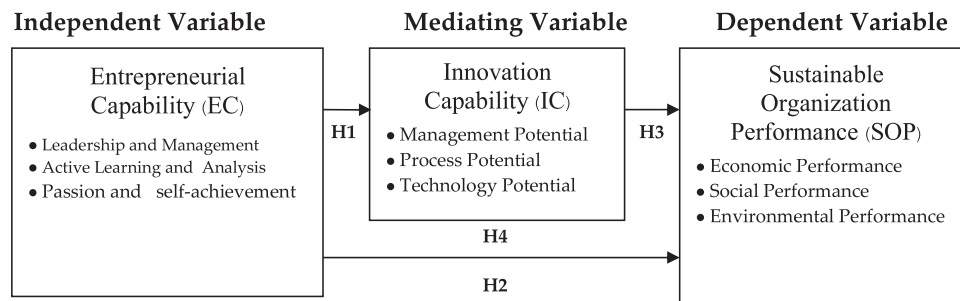 Independent Variable
Entrepreneurial
Capability (EC)
● Leadership and Management
● Active Learning and Analysis
● Passion and self-achievement
Mediating Variable
Innovation
Capability (IC)
● Management Potential
● Process Potential
● Technology Potential
Dependent Variable
Sustainable
Organization
Performance (SOP)
● Economic Performance
● Social Performance
● Environmental Performance
H1
H3
H4
H2